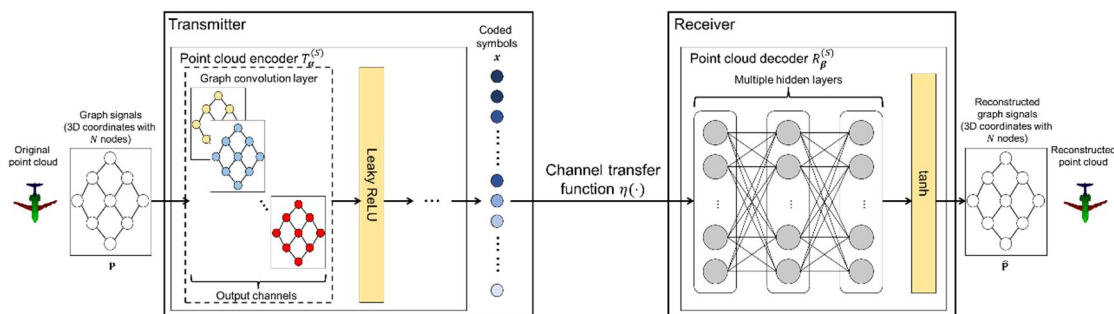 Transmitter
Receiver
Coded
symbols
x
Point cloud encoder T_α^(S)
Graph convolution layer
Graph signals
(3D coordinates with
N nodes)
Original
point cloud
P
Output channels
Leaky ReLU
...
Channel transfer
function η(·)
Point cloud decoder R_β^(S)
Multiple hidden layers
tanh
Reconstructed
graph signals
(3D coordinates with
N nodes)
Reconstructed
point cloud
P̂